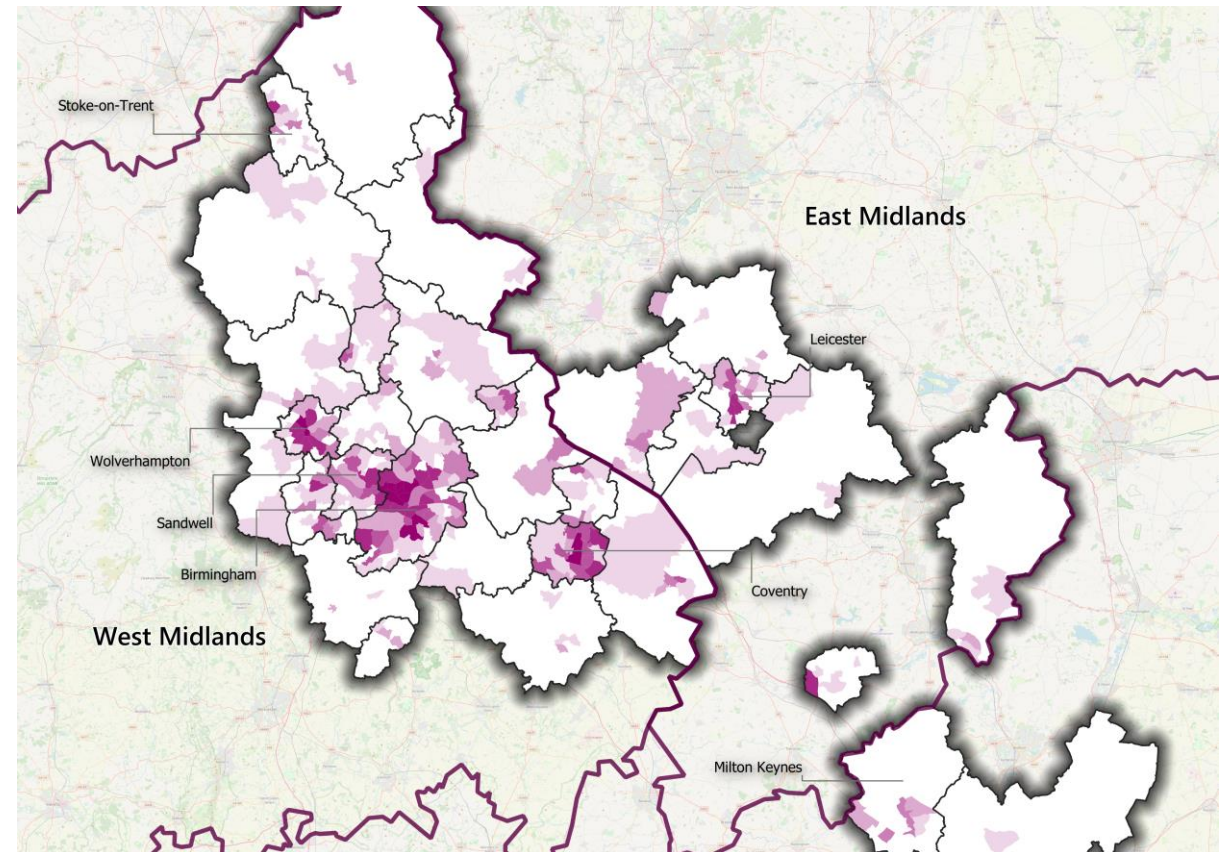 Stoke-on-Trent
East Midlands
Leicester
Wolverhampton
Sandwell
Birmingham
Coventry
West Midlands
Milton Keynes